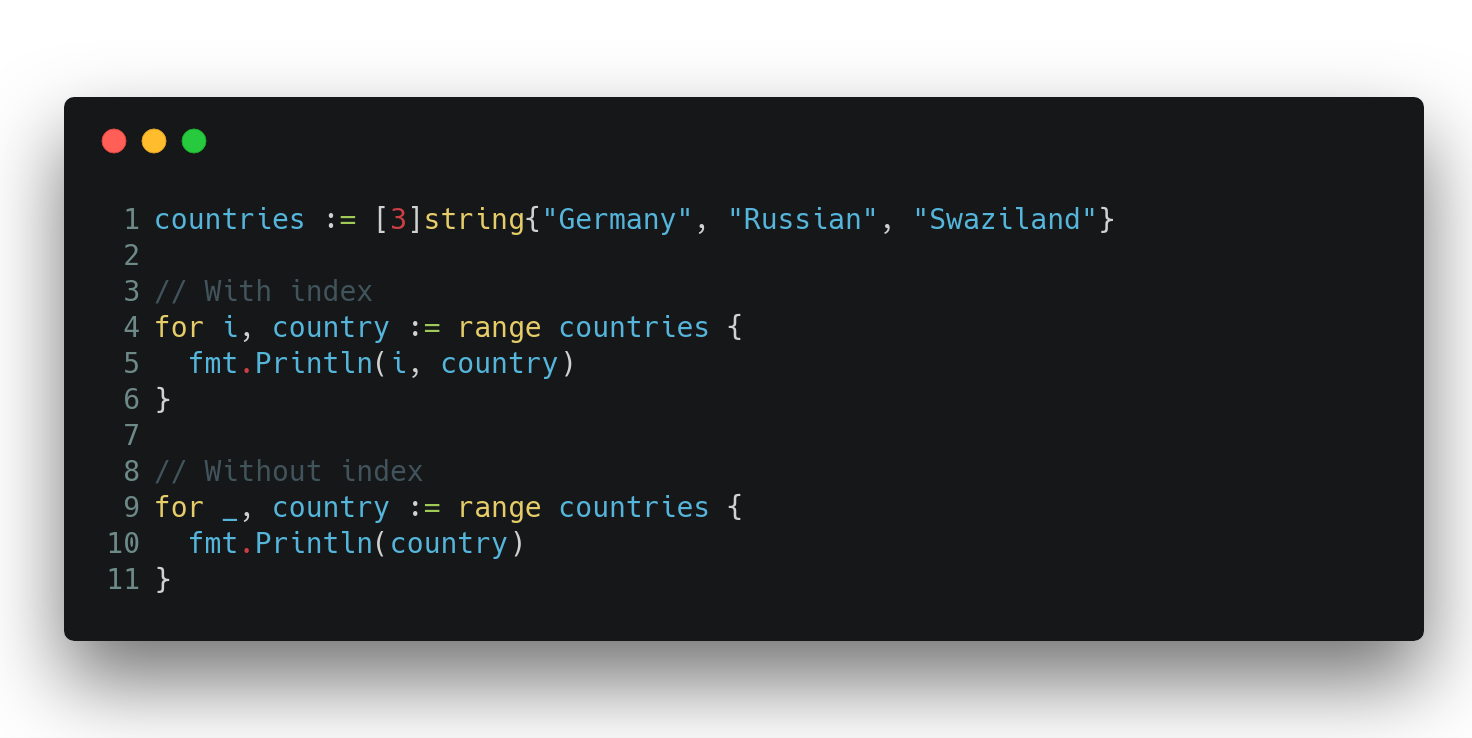 1 countries := [3]string{"Germany", "Russian", "Swaziland"}
2
3 // With index
4 for i, country := range countries {
5   fmt.Println(i, country)
6 }
7
8 // Without index
9 for _, country := range countries {
10   fmt.Println(country)
11 }